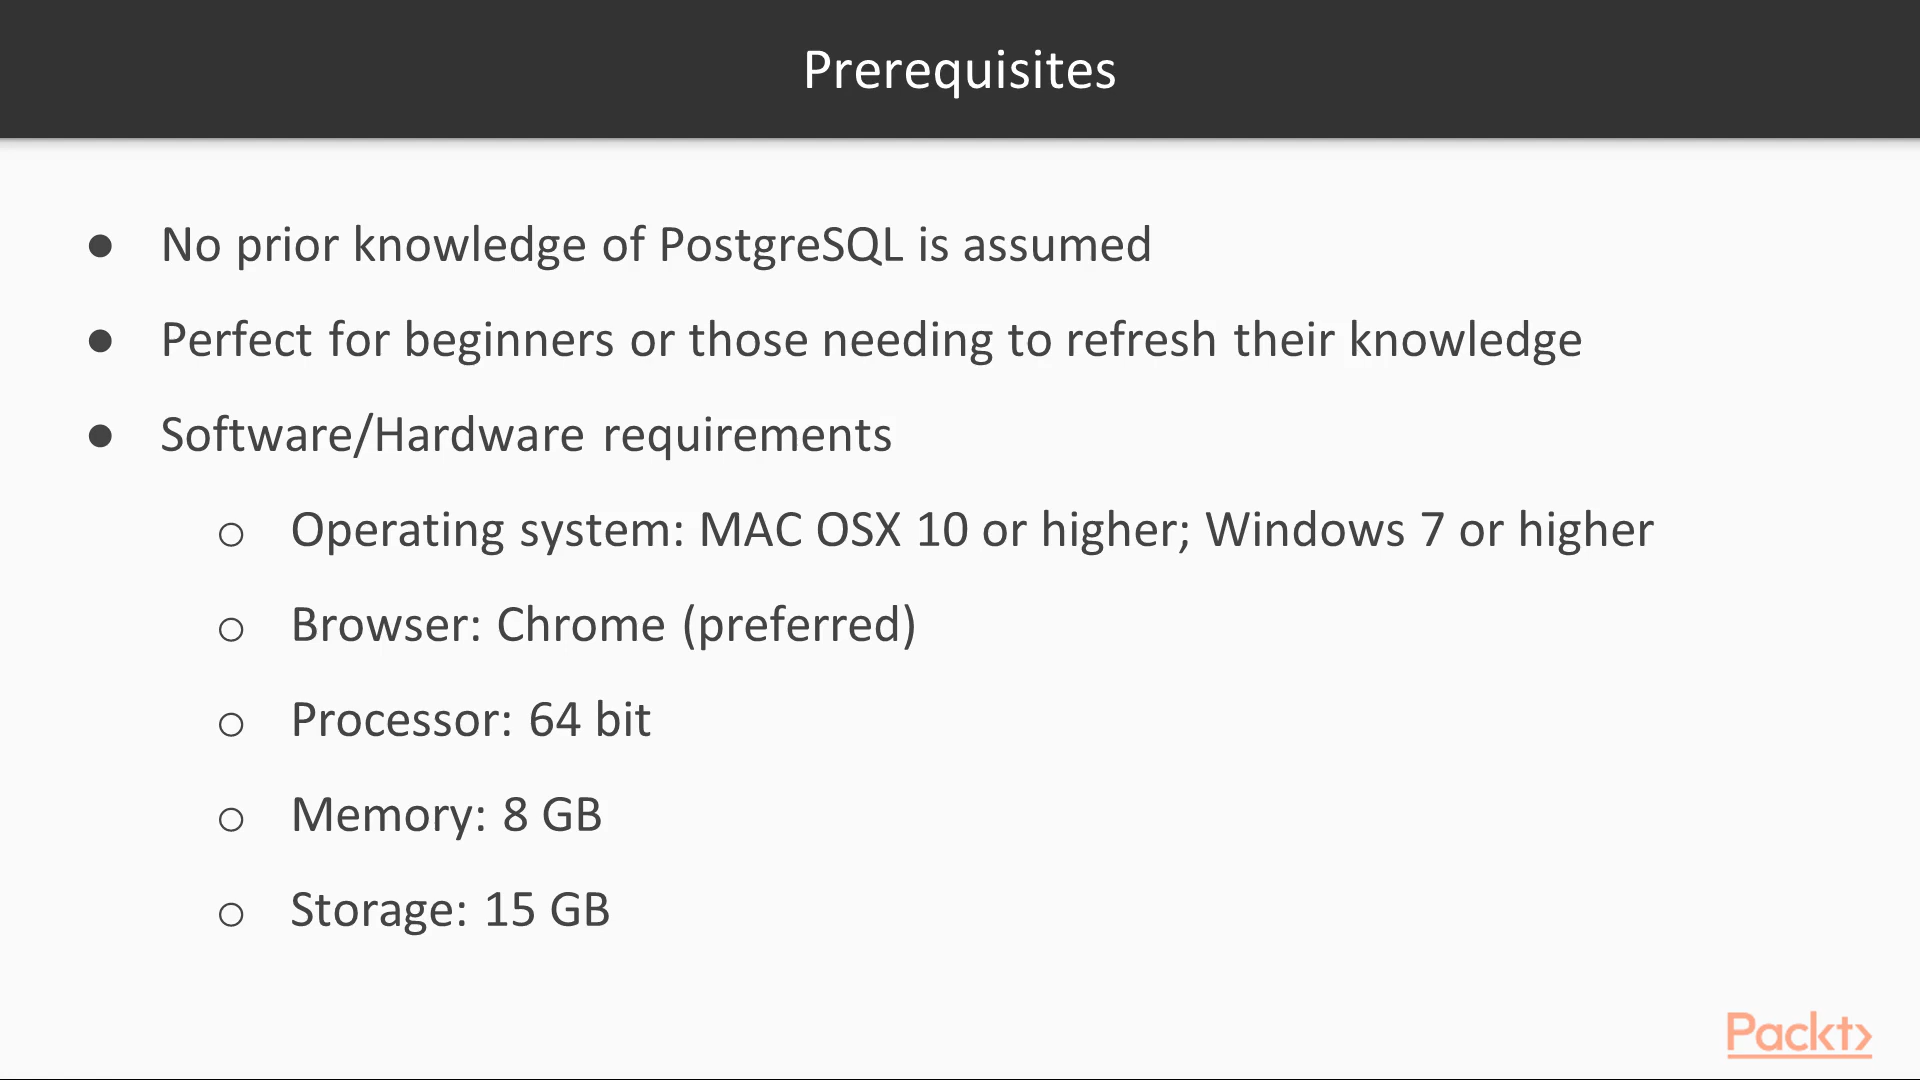 Prerequisites
● No prior knowledge of PostgreSQL is assumed
● Perfect for beginners or those needing to refresh their knowledge
● Software/Hardware requirements
○ Operating system: MAC OSX 10 or higher; Windows 7 or higher
○ Browser: Chrome (preferred)
○ Processor: 64 bit
○ Memory: 8 GB
○ Storage: 15 GB
Packt>